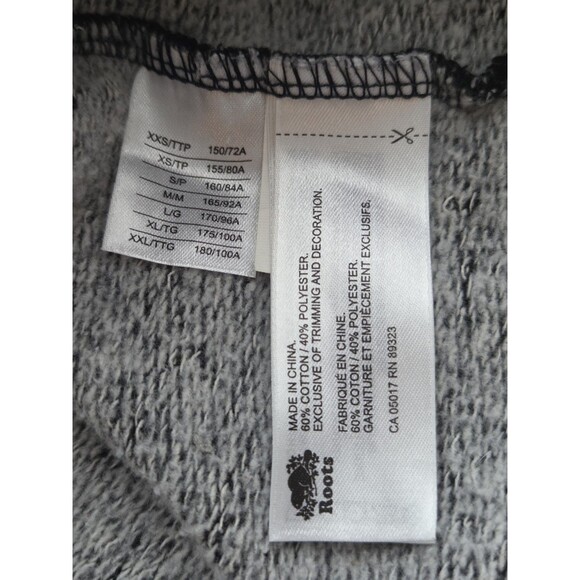 XXS/TTP 150/72A
XS/TP 155/80A
S/P 160/84A
M/M 165/92A
L/G 170/96A
XL/TG 175/100A
XXL/TTG 180/100A
MADE IN CHINA.
60% COTTON / 40% POLYESTER.
EXCLUSIVE OF TRIMMING AND DECORATION.
FABRIQUÉ EN CHINE.
60% COTON / 40% POLYESTER.
GARNITURE ET EMPIÈCEMENT EXCLUSIFS.
CA 05017 RN 89323
Roots